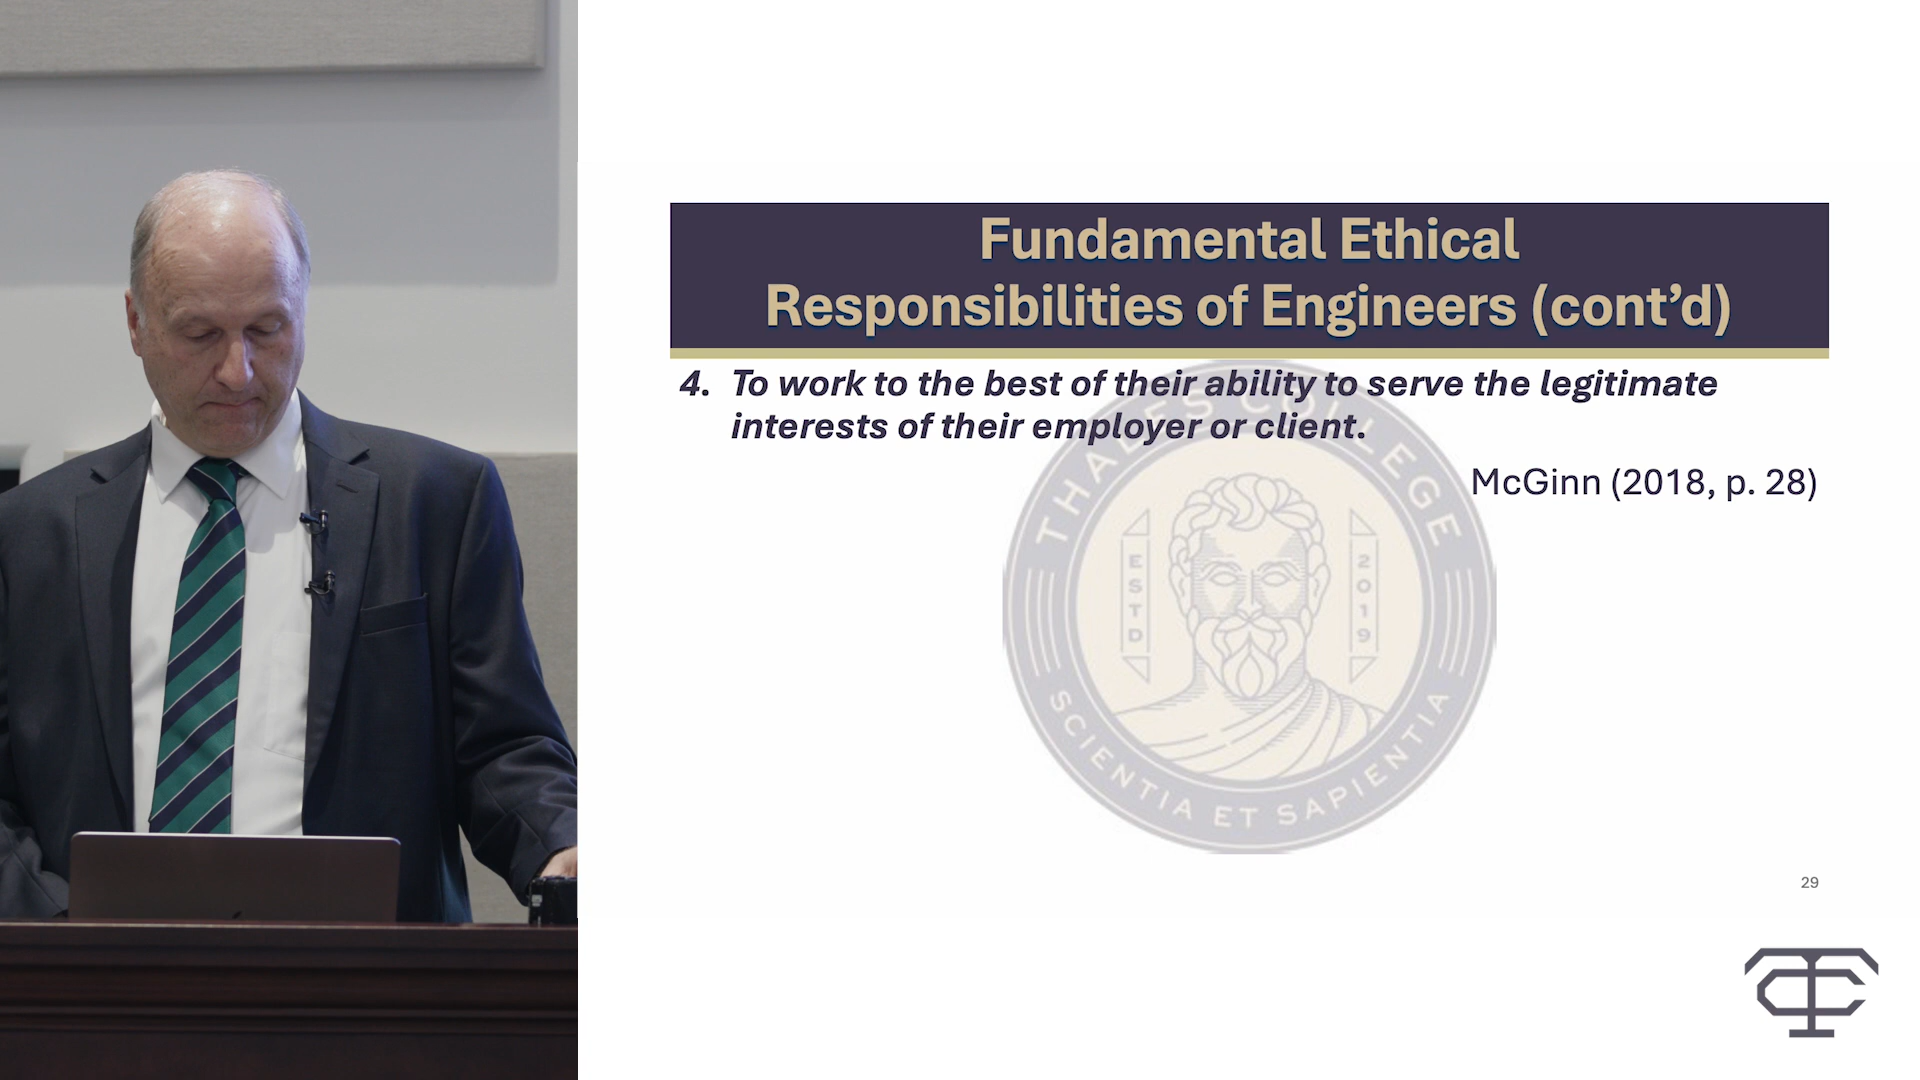 Fundamental Ethical
Responsibilities of Engineers (cont’d)
4. To work to the best of their ability to serve the legitimate
interests of their employer or client.
McGinn (2018, p. 28)
THALES COLLEGE
ESTD
2019
SCIENTIA ET SAPIENTIA
29
TC